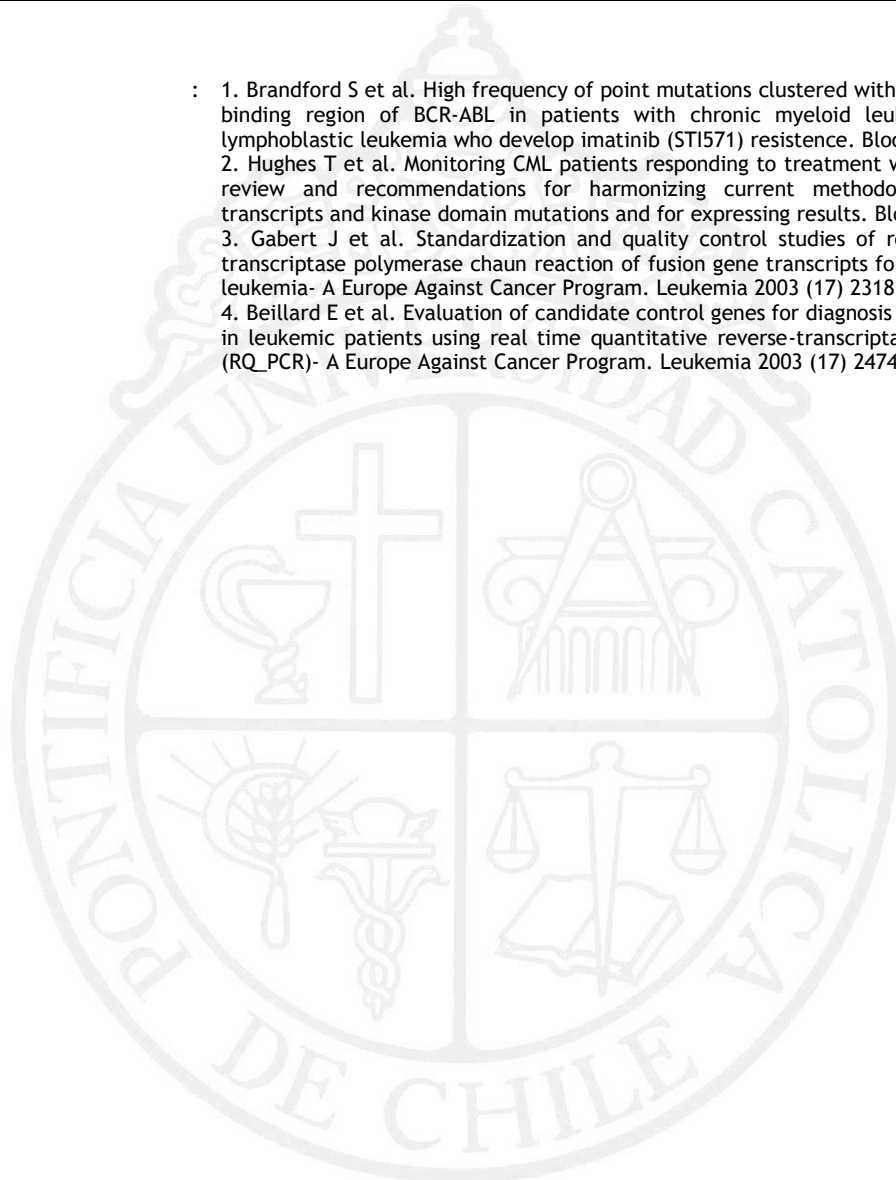 : 1. Brandford S et al. High frequency of point mutations clustered with
binding region of BCR-ABL in patients with chronic myeloid leu
lymphoblastic leukemia who develop imatinib (STI571) resistence. Bloo
2. Hughes T et al. Monitoring CML patients responding to treatment
review and recommendations for harmonizing current methodo
transcripts and kinase domain mutations and for expressing results. Bl
3. Gabert J et al. Standardization and quality control studies of r
transcriptase polymerase chaun reaction of fusion gene transcripts fo
leukemia- A Europe Against Cancer Program. Leukemia 2003 (17) 2318
4. Beillard E et al. Evaluation of candidate control genes for diagnosis
in leukemic patients using real time quantitative reverse-transcripta
(RQ_PCR)- A Europe Against Cancer Program. Leukemia 2003 (17) 2474
PONTIFICIA UNIVERSIDAD CATOLICA
DE CHILE